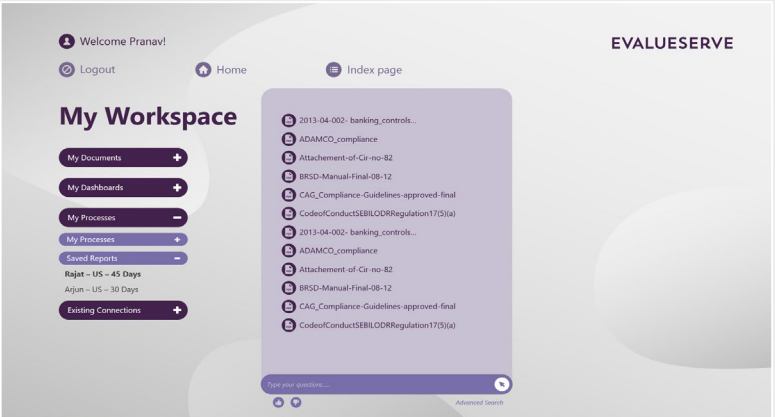 Welcome Pranav!
EVALUESERVE
Logout
Home
Index page
My Workspace
My Documents
My Dashboards
My Processes
My Processes
Saved Reports
Rajat – US – 45 Days
Arjun – US – 30 Days
Existing Connections
2013-04-002- banking_controls...
ADAMCO_compliance
Attachement-of-Cir-no-82
BRSD-Manual-Final-08-12
CAG_Compliance-Guidelines-approved-final
CodeofConductSEBILODRRegulation17(5)(a)
2013-04-002- banking_controls...
ADAMCO_compliance
Attachement-of-Cir-no-82
BRSD-Manual-Final-08-12
CAG_Compliance-Guidelines-approved-final
CodeofConductSEBILODRRegulation17(5)(a)
Type your questions....
Advanced Search